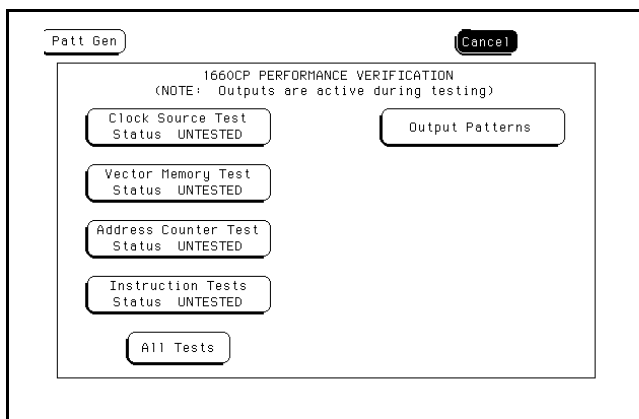 Patt Gen
Cancel
1660CP PERFORMANCE VERIFICATION
(NOTE: Outputs are active during testing)
Clock Source Test
Status UNTESTED
Output Patterns
Vector Memory Test
Status UNTESTED
Address Counter Test
Status UNTESTED
Instruction Tests
Status UNTESTED
All Tests